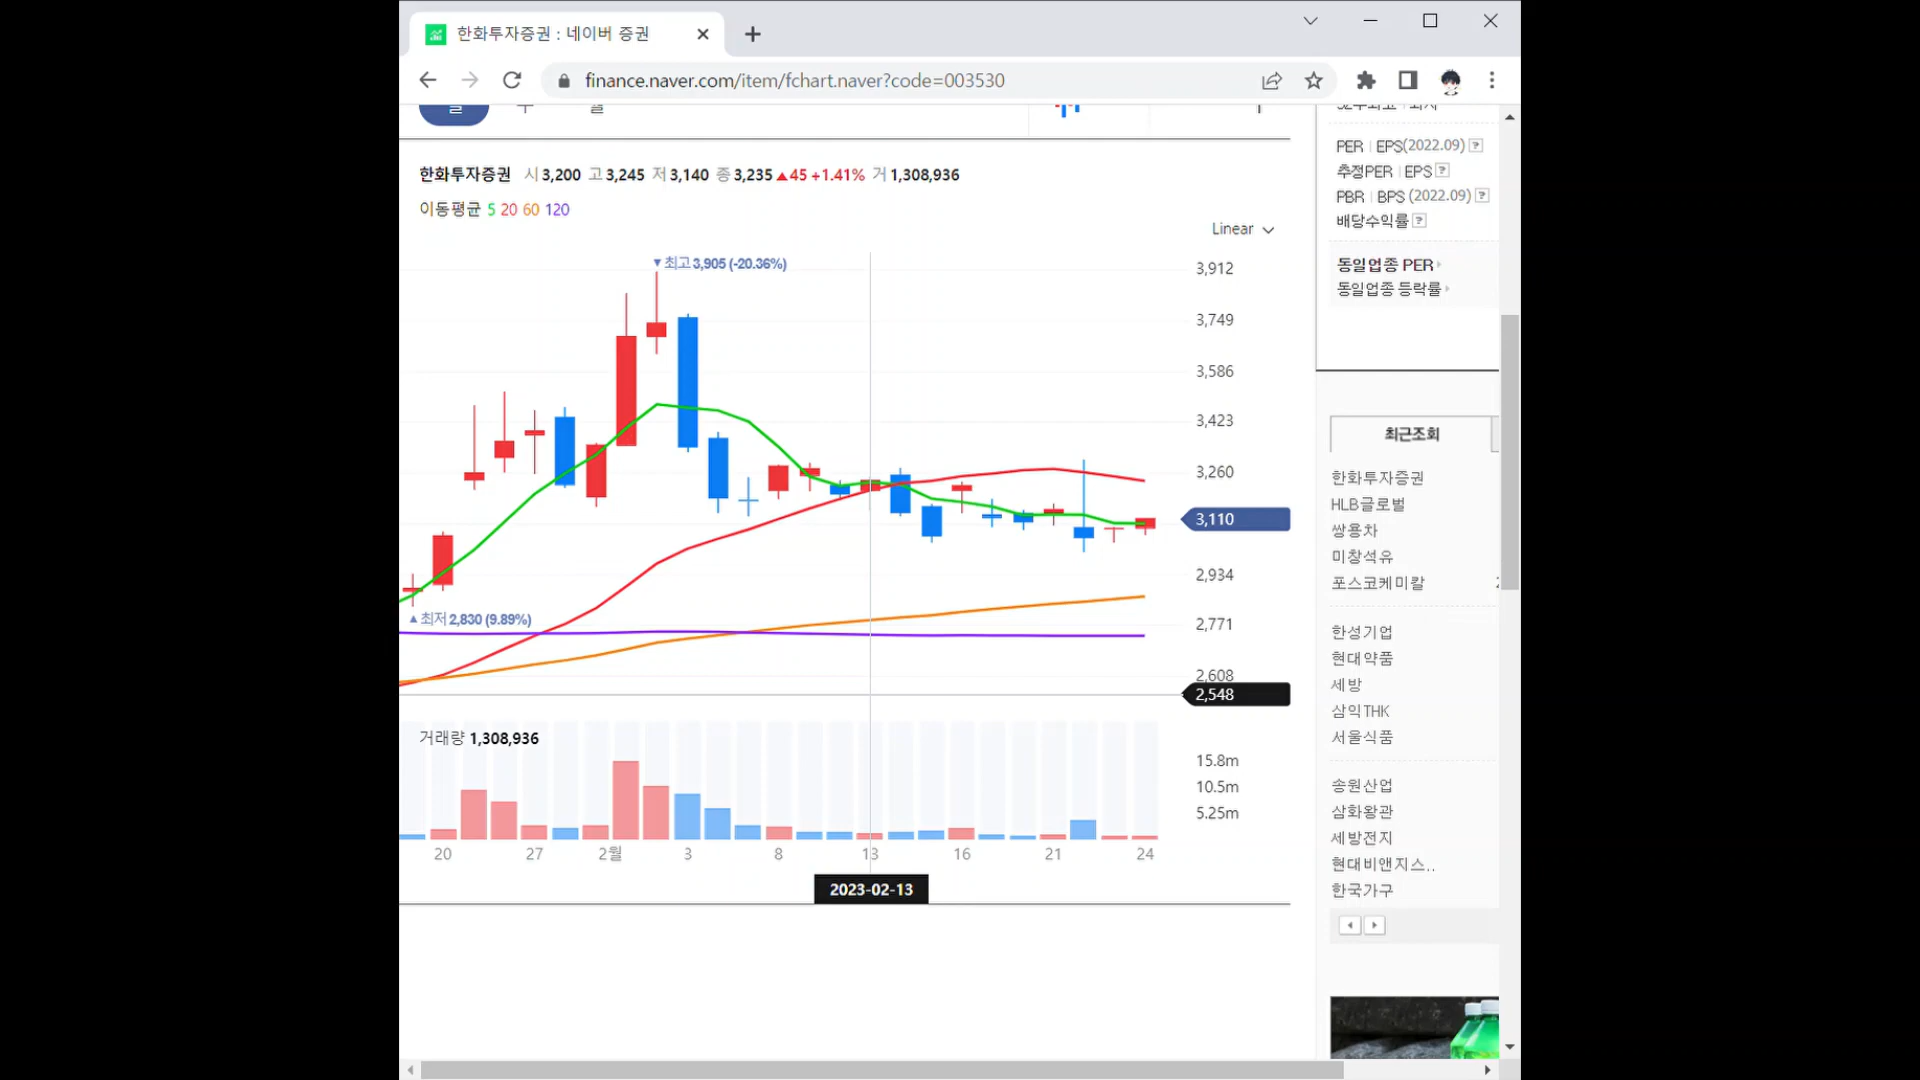 한화투자증권 : 네이버 증권
finance.naver.com/item/fchart.naver?code=003530
한화투자증권 시 3,200 고 3,245 저 3,140 종 3,235 ▲45 +1.41% 거 1,308,936
이동평균 5 20 60 120
Linear
▼최고 3,905 (-20.36%)
3,912
3,749
3,586
3,423
3,260
3,110
2,934
2,771
2,608
2,548
▲최저 2,830 (9.89%)
거래량 1,308,936
15.8m
10.5m
5.25m
20 27 2월 3 8 13 16 21 24
2023-02-13
PER | EPS(2022.09) ?
추정PER | EPS ?
PBR | BPS (2022.09) ?
배당수익률 ?
동일업종 PER
동일업종 등락률
최근조회
한화투자증권
HLB글로벌
쌍용차
미창석유
포스코케미칼
한성기업
현대약품
세방
삼익THK
서울식품
송원산업
삼화왕관
세방전지
현대비앤지스..
한국가구